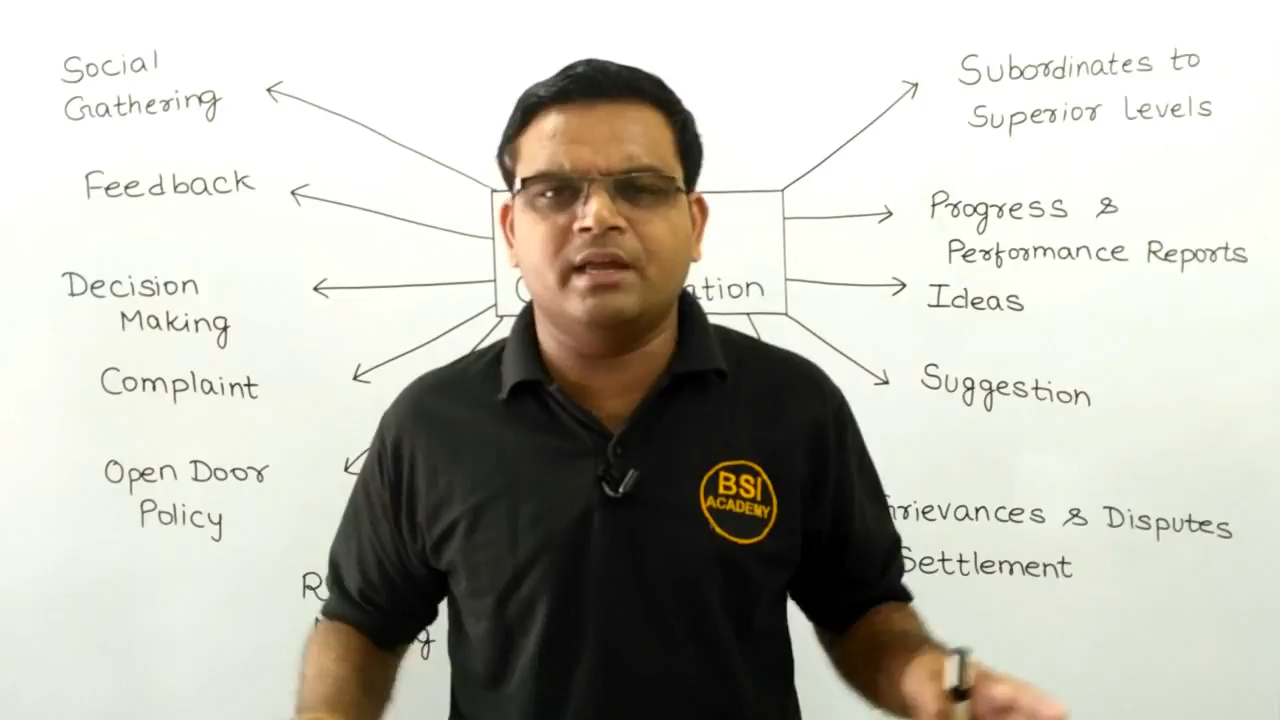 Social
Gathering
Feedback
Decision
Making
Complaint
Open Door
Policy
Subordinates to
Superior Levels
Progress &
Performance Reports
Ideas
Suggestion
Disputes
Settlement
BSI
ACADEMY